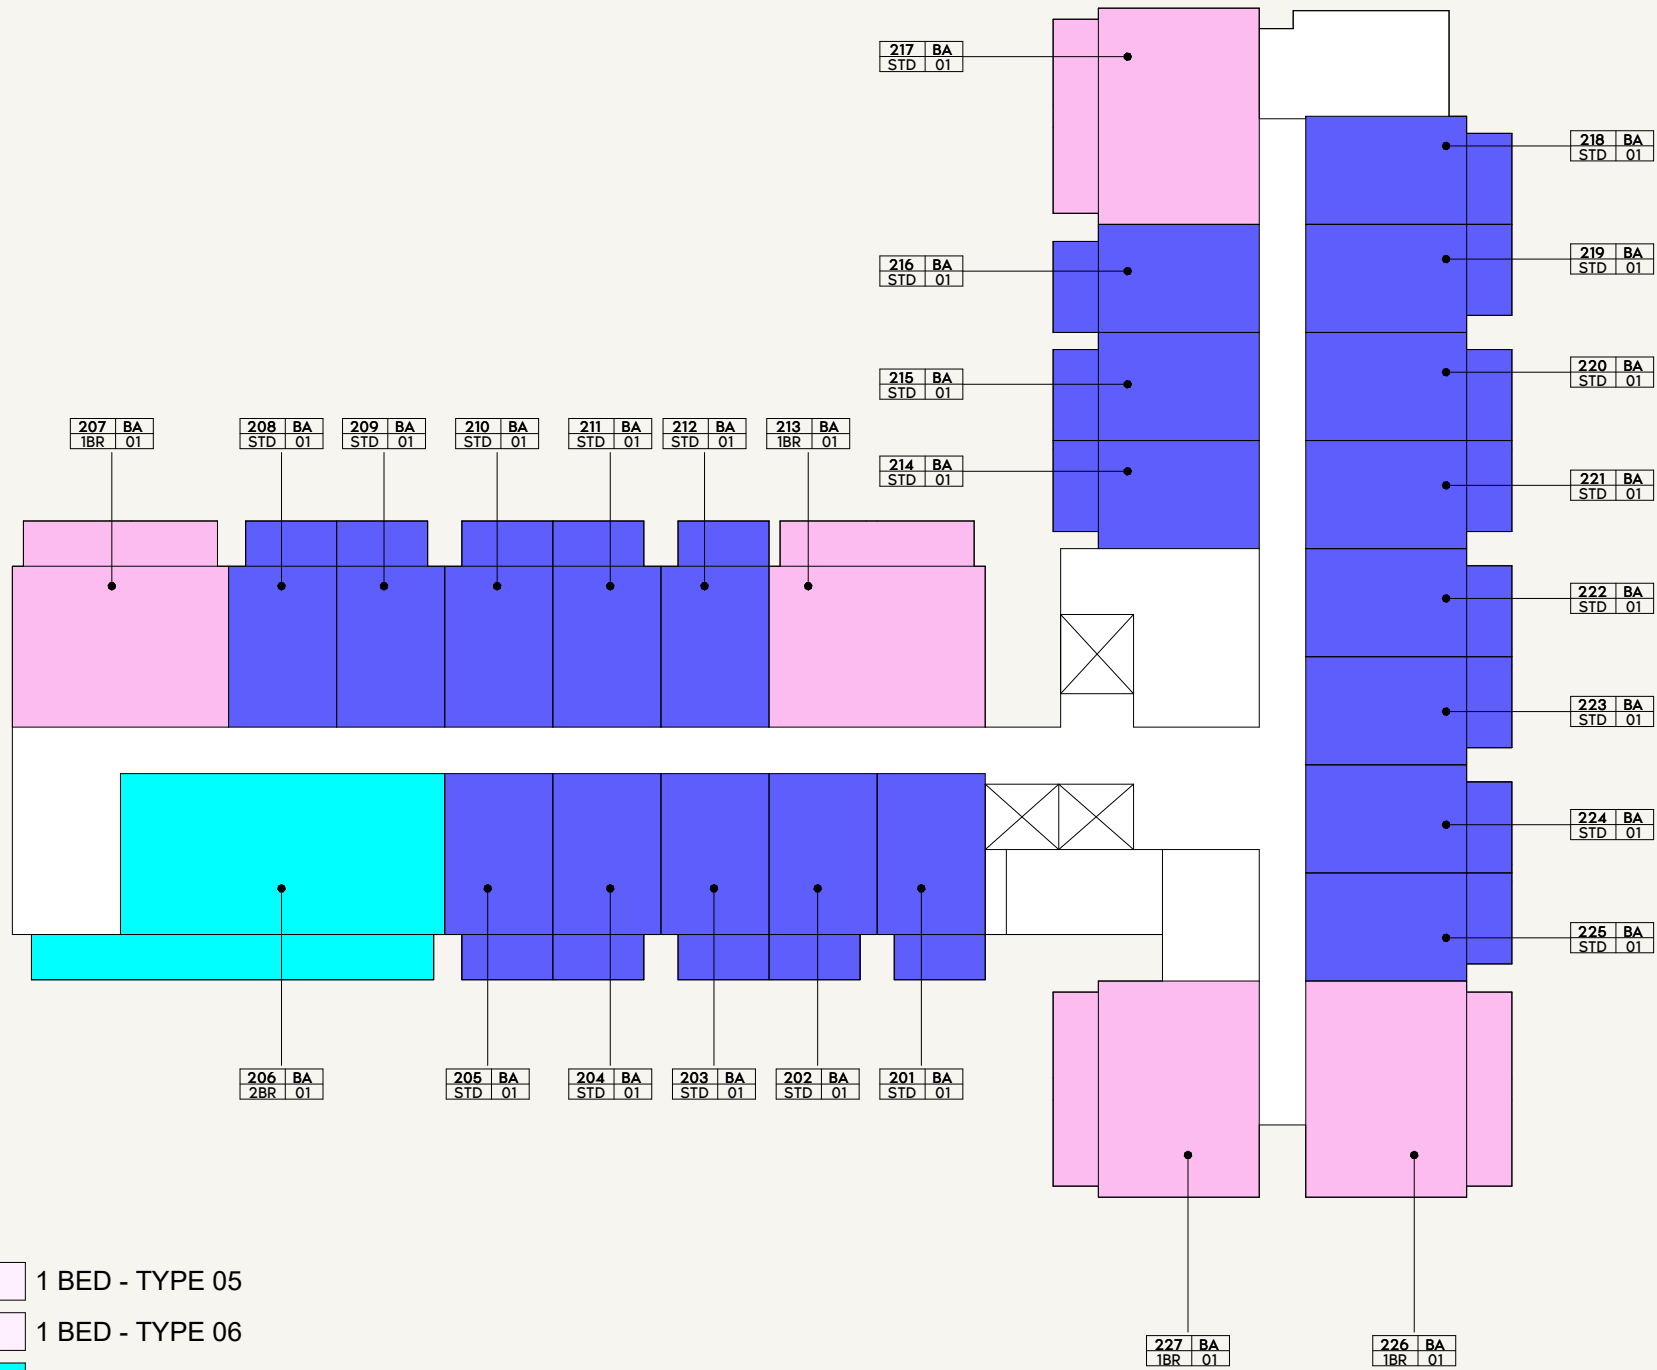 217 BA
STD 01
218 BA
STD 01
219 BA
STD 01
216 BA
STD 01
220 BA
STD 01
215 BA
STD 01
207 BA
1BR 01
208 BA
STD 01
209 BA
STD 01
210 BA
STD 01
211 BA
STD 01
212 BA
STD 01
213 BA
1BR 01
214 BA
STD 01
221 BA
STD 01
222 BA
STD 01
223 BA
STD 01
224 BA
STD 01
225 BA
STD 01
206 BA
2BR 01
205 BA
STD 01
204 BA
STD 01
203 BA
STD 01
202 BA
STD 01
201 BA
STD 01
1 BED - TYPE 05
1 BED - TYPE 06
227 BA
1BR 01
226 BA
1BR 01